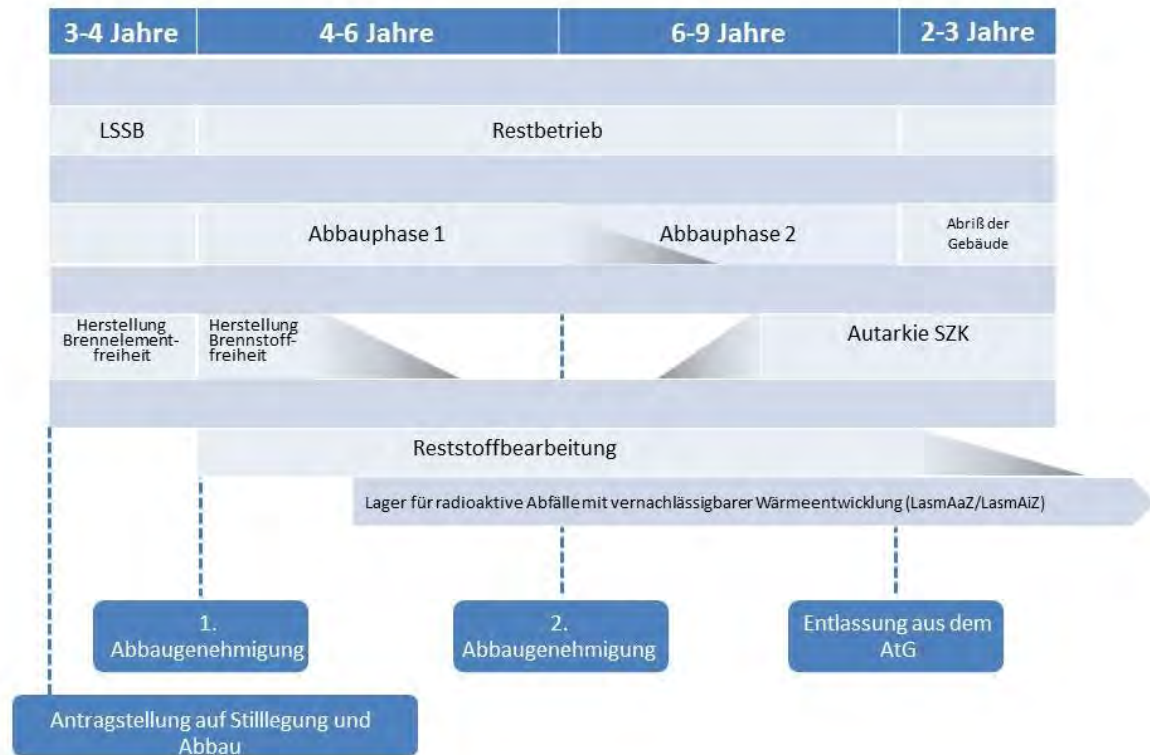 3-4 Jahre
4-6 Jahre
6-9 Jahre
2-3 Jahre
LSSB
Restbetrieb
Abbauphase 1
Abbauphase 2
Abriß der
Gebäude
Herstellung
Brennelement-
freiheit
Herstellung
Brennstoff-
freiheit
Autarkie SZK
Reststoffbearbeitung
Lager für radioaktive Abfälle mit vernachlässigbarer Wärmeentwicklung (LasmAaZ/LasmAiZ)
1.
Abbaugenehmigung
2.
Abbaugenehmigung
Entlassung aus dem
AtG
Antragstellung auf Stilllegung und
Abbau